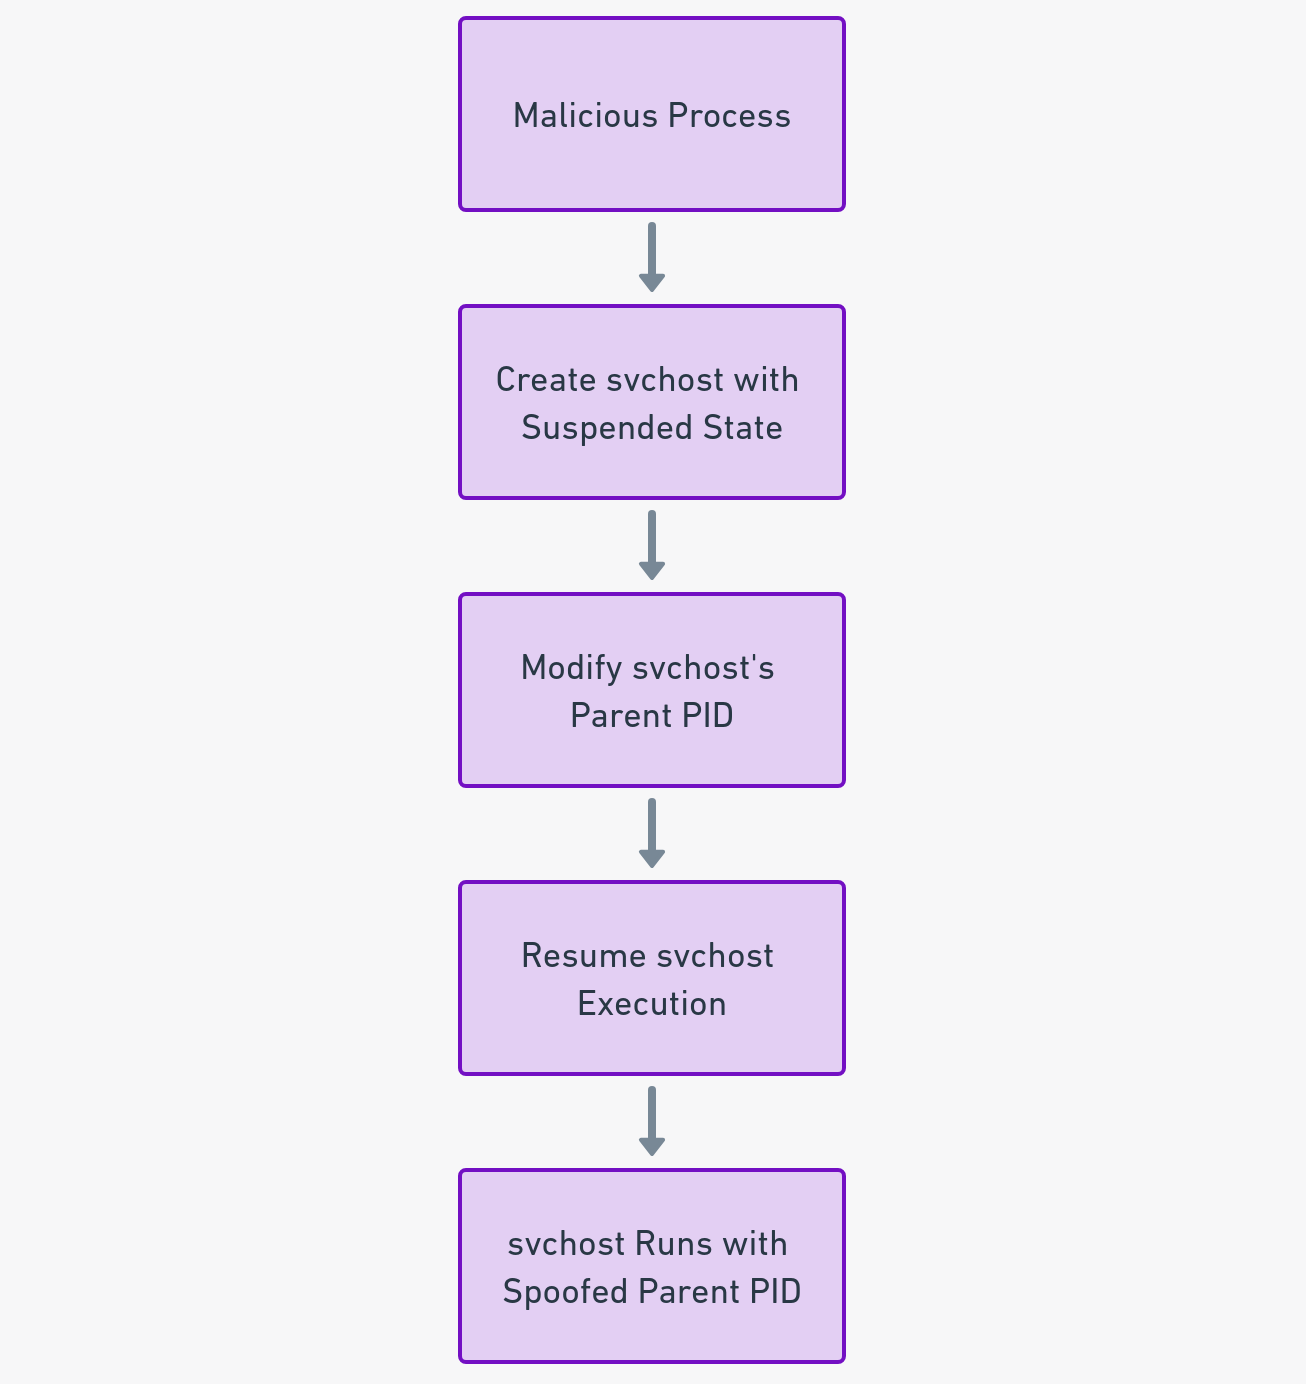 Malicious Process
Create svchost with
Suspended State
Modify svchost's
Parent PID
Resume svchost
Execution
svchost Runs with
Spoofed Parent PID